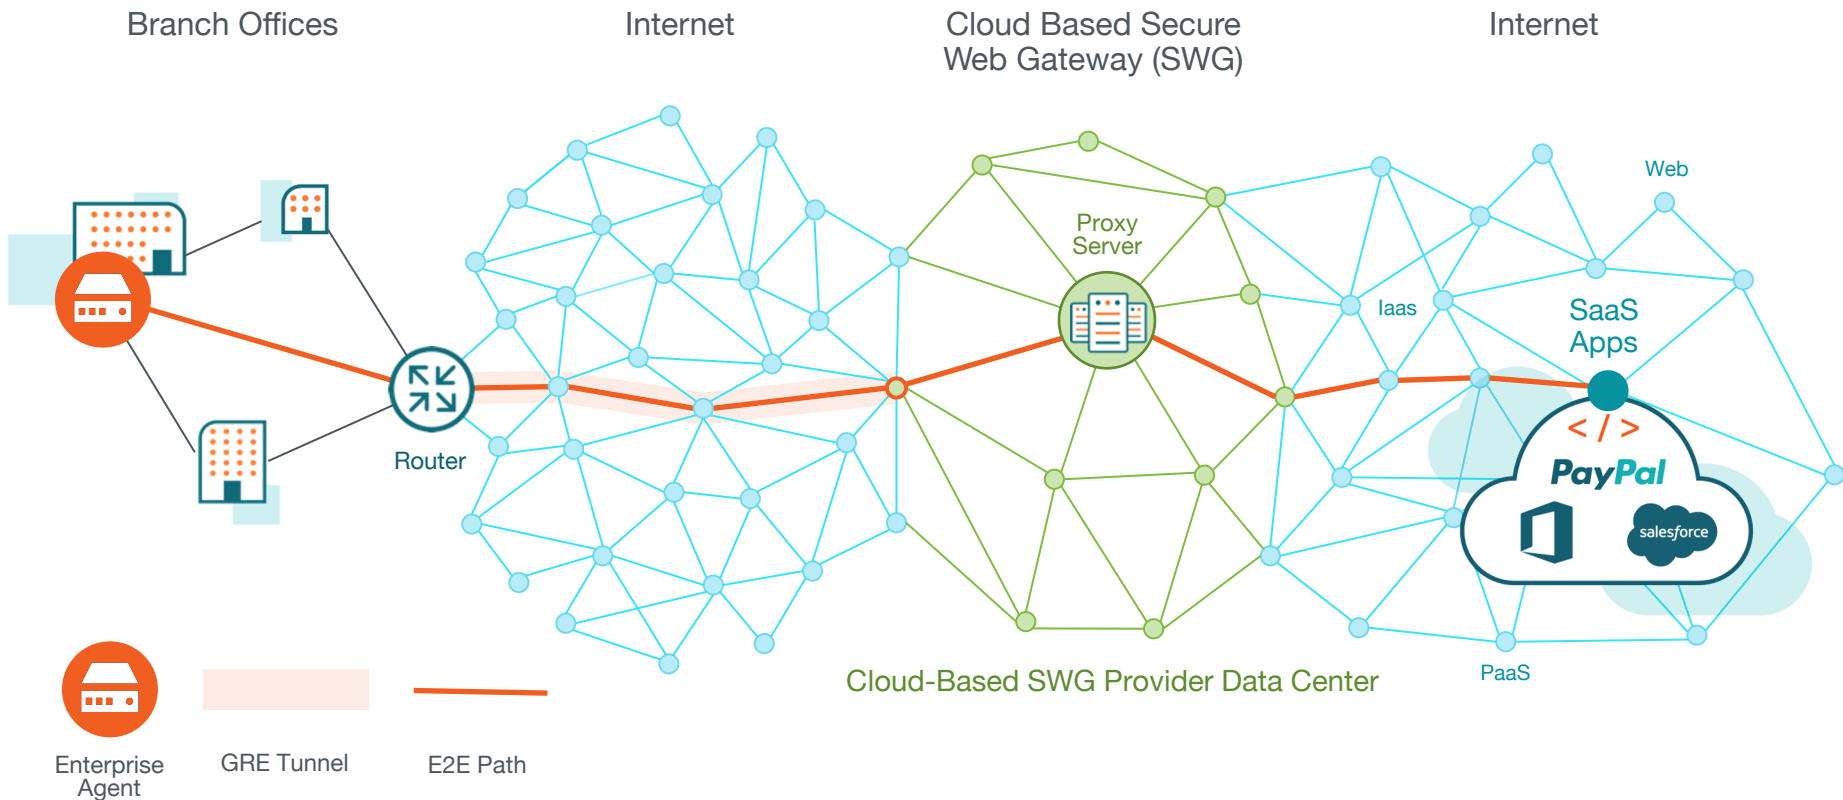 Branch Offices
Internet
Cloud Based Secure
Web Gateway (SWG)
Internet
Web
Proxy
Server
Iaas
SaaS
Apps
</>
PayPal
salesforce
Router
PaaS
Cloud-Based SWG Provider Data Center
Enterprise
Agent
GRE Tunnel
E2E Path